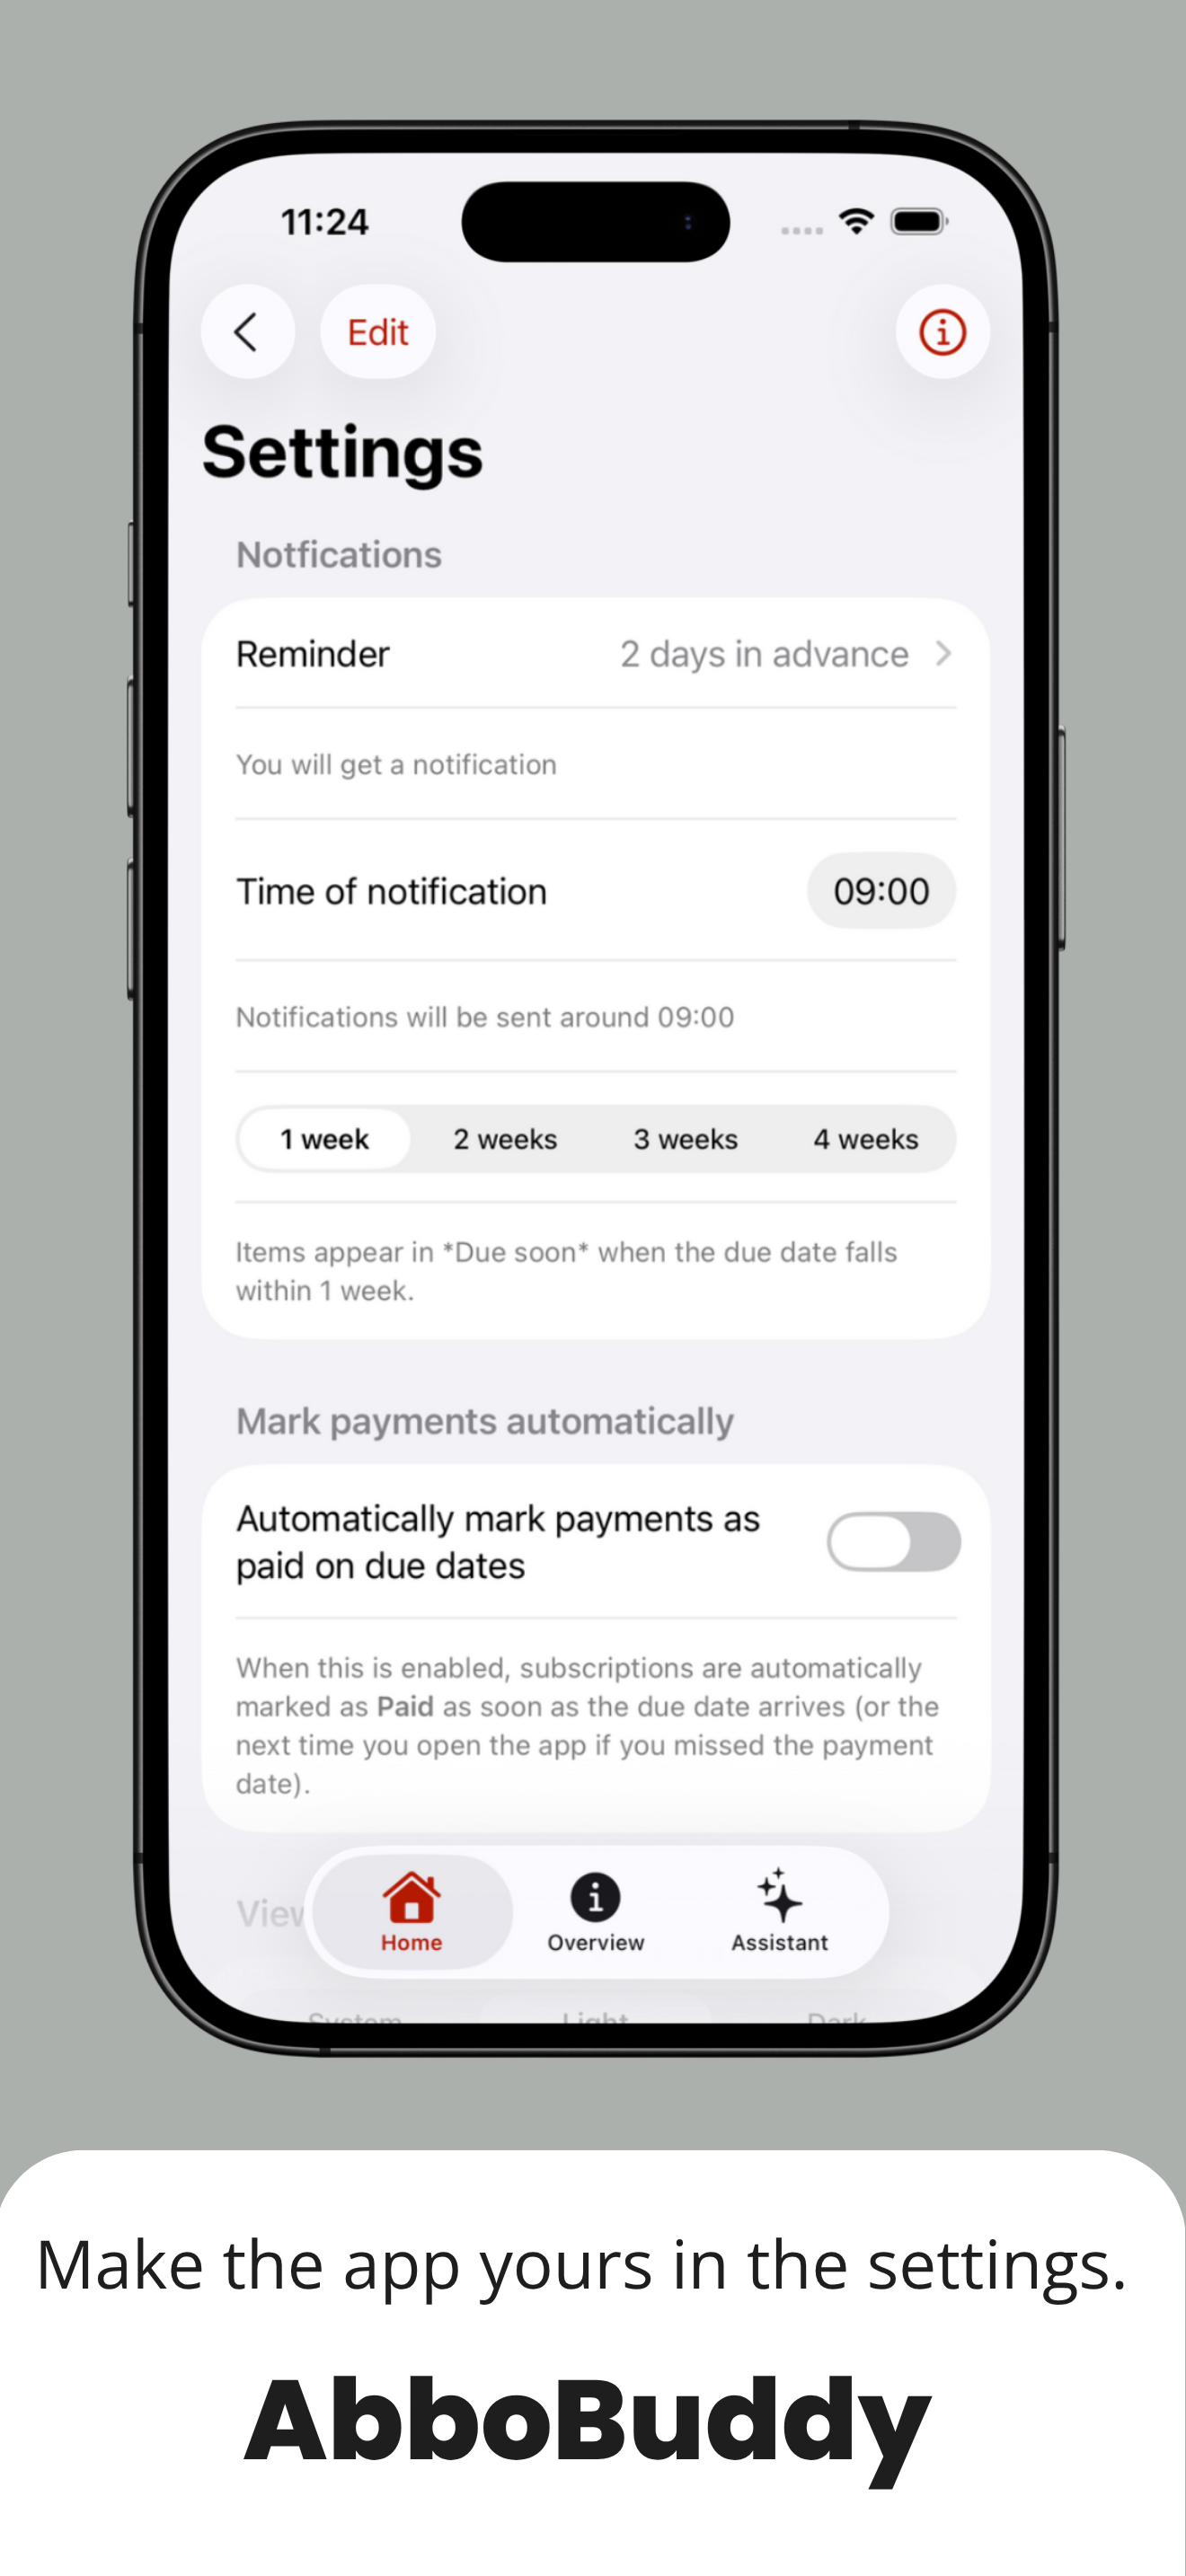 11:24
Edit
Settings
Notfications
Reminder 2 days in advance
You will get a notification
Time of notification 09:00
Notifications will be sent around 09:00
1 week 2 weeks 3 weeks 4 weeks
Items appear in *Due soon* when the due date falls
within 1 week.
Mark payments automatically
Automatically mark payments as
paid on due dates
When this is enabled, subscriptions are automatically
marked as Paid as soon as the due date arrives (or the
next time you open the app if you missed the payment
date).
View
Home Overview Assistant
System Light Dark
Make the app yours in the settings.
AbboBuddy